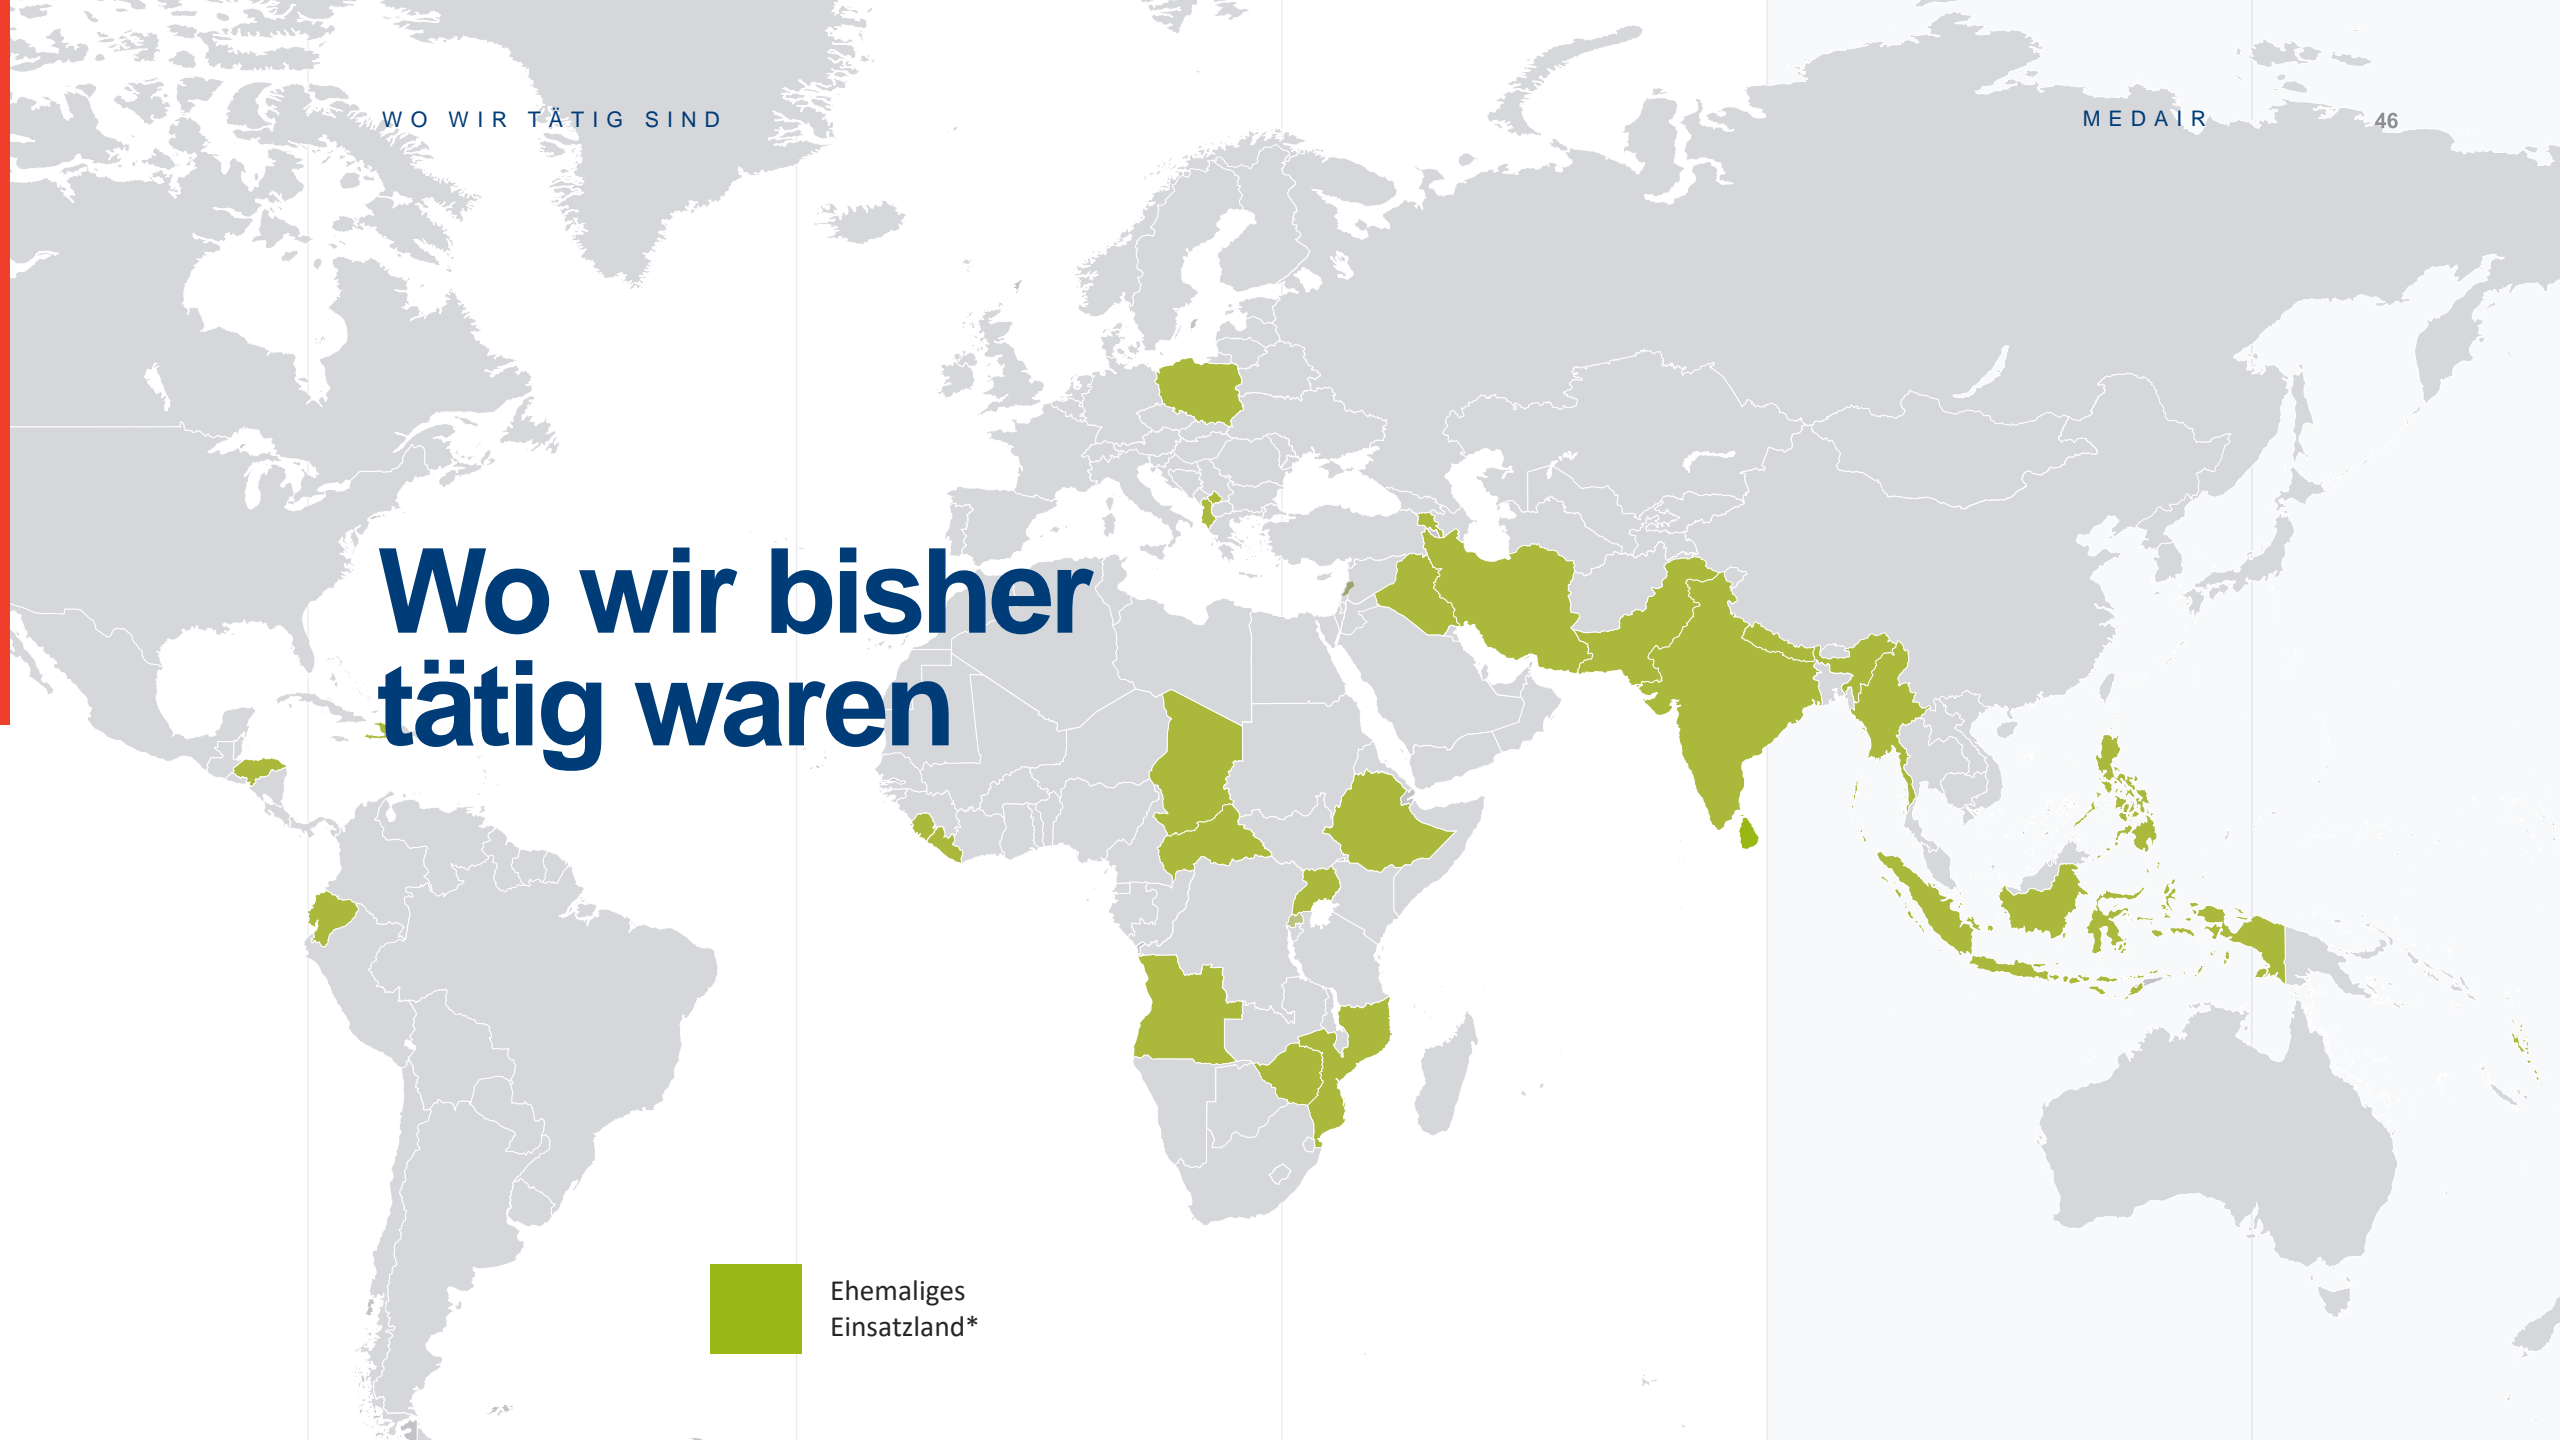 WO WIR TÄTIG SIND
MEDAIR
46
Wo wir bisher
tätig waren
Ehemaliges
Einsatzland*